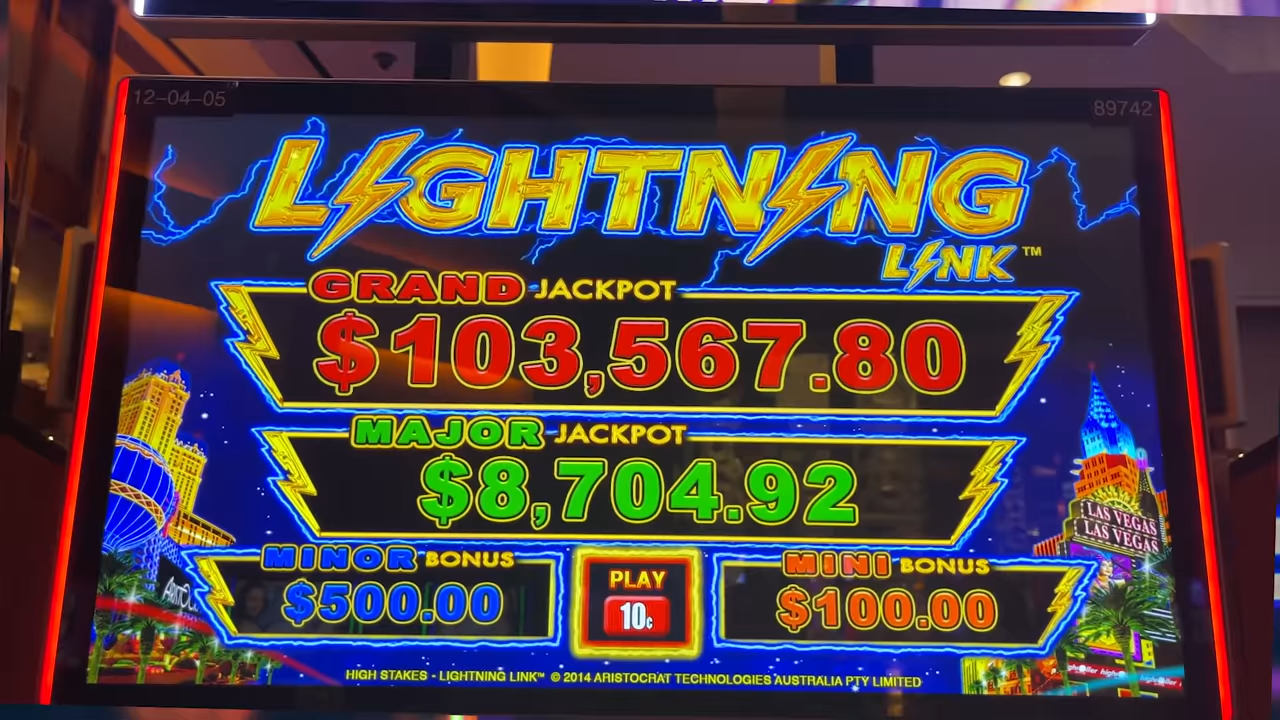 12-04-05
89742
LIGHTNING
LINK™
GRAND JACKPOT
$103,567.80
MAJOR JACKPOT
$8,704.92
LAS VEGAS
LAS VEGAS
MINOR BONUS
$500.00
PLAY
10¢
MINI BONUS
$100.00
highroller
HIGH STAKES - LIGHTNING LINK™ © 2014 ARISTOCRAT TECHNOLOGIES AUSTRALIA PTY LIMITED